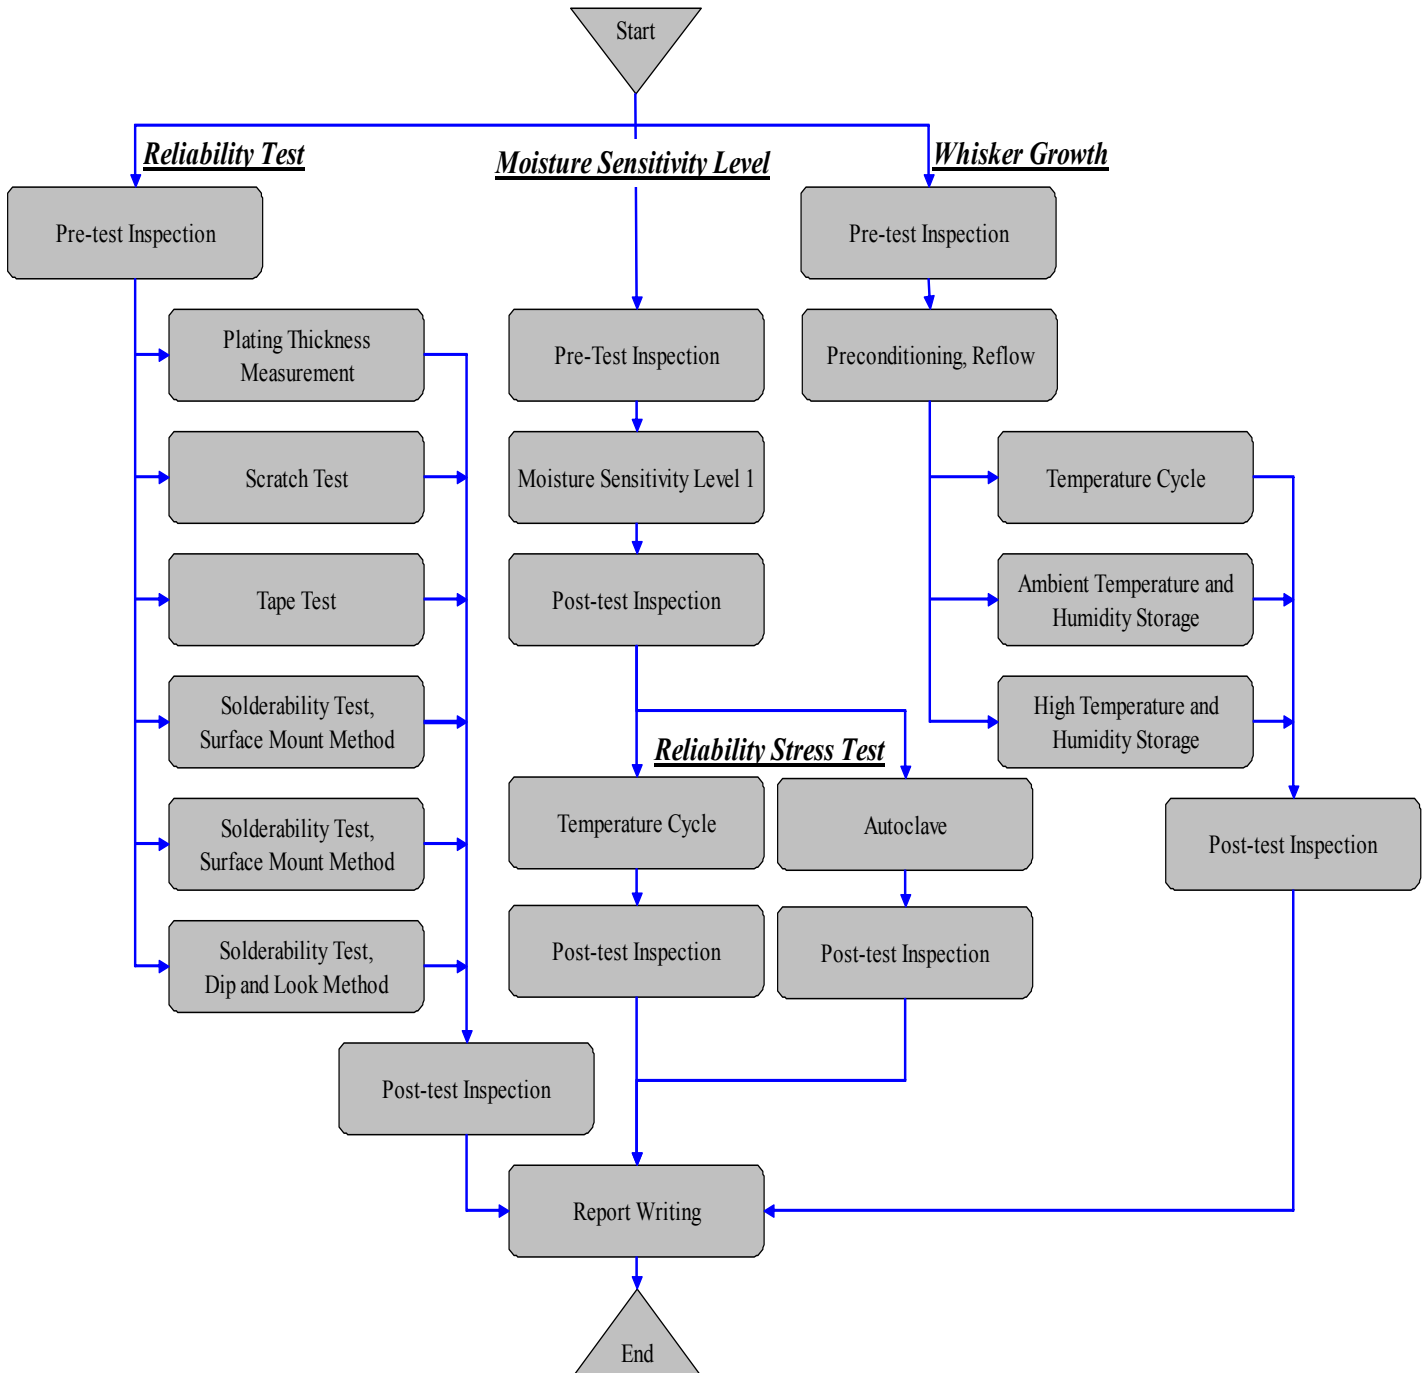 Start
Reliability Test
Moisture Sensitivity Level
Whisker Growth
Pre-test Inspection
Pre-test Inspection
Plating Thickness
Measurement
Pre-Test Inspection
Preconditioning, Reflow
Scratch Test
Moisture Sensitivity Level 1
Temperature Cycle
Tape Test
Post-test Inspection
Ambient Temperature and
Humidity Storage
Solderability Test,
Surface Mount Method
High Temperature and
Humidity Storage
Reliability Stress Test
Solderability Test,
Surface Mount Method
Temperature Cycle
Autoclave
Post-test Inspection
Solderability Test,
Dip and Look Method
Post-test Inspection
Post-test Inspection
Post-test Inspection
Report Writing
End